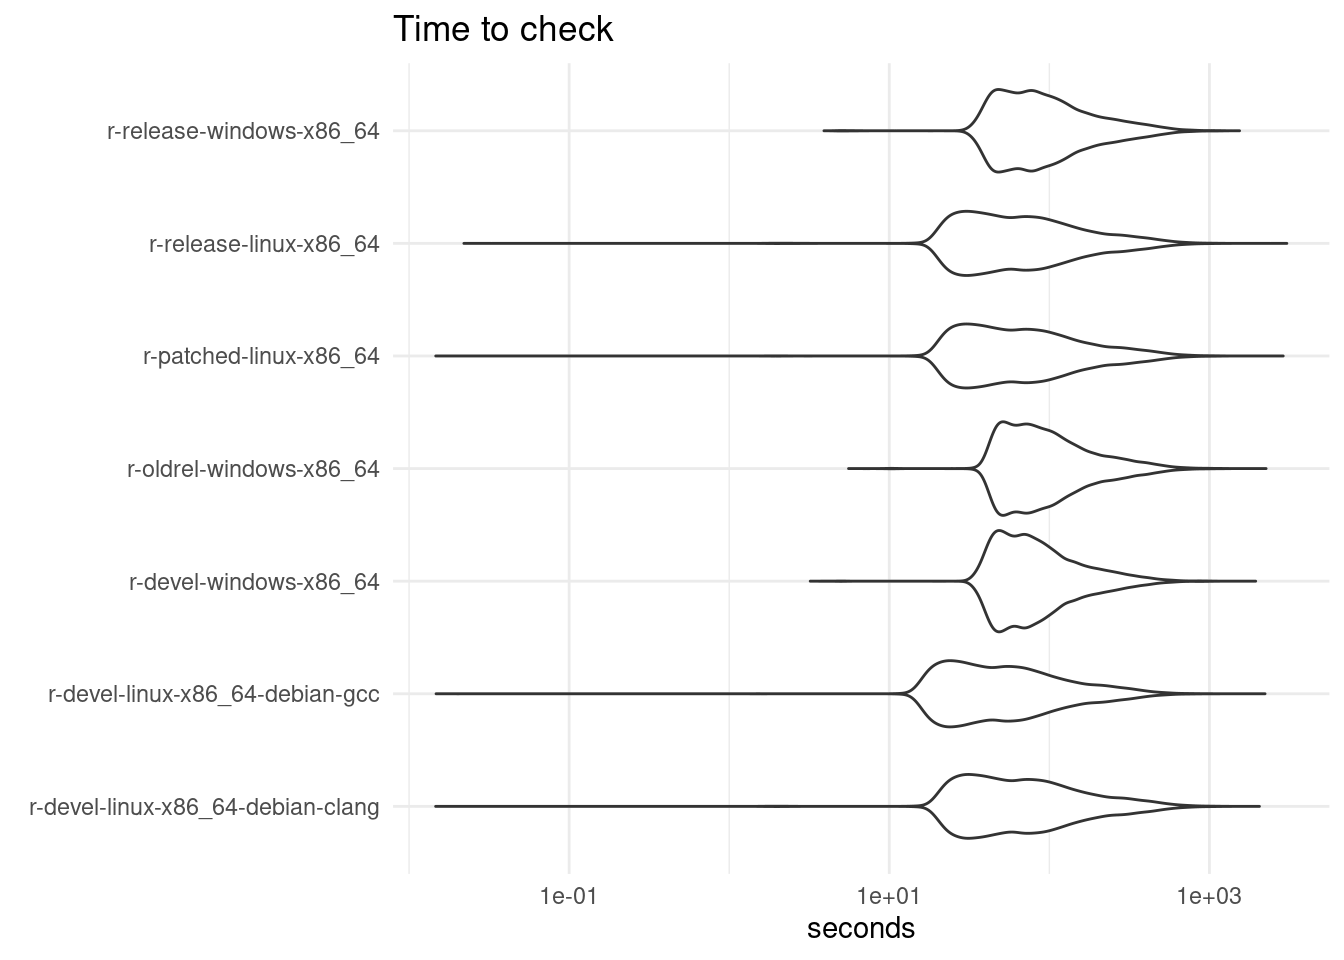 Time to check
r-release-windows-x86_64
r-release-linux-x86_64
r-patched-linux-x86_64
r-oldrel-windows-x86_64
r-devel-windows-x86_64
r-devel-linux-x86_64-debian-gcc
r-devel-linux-x86_64-debian-clang
1e-01 1e+01 1e+03
seconds